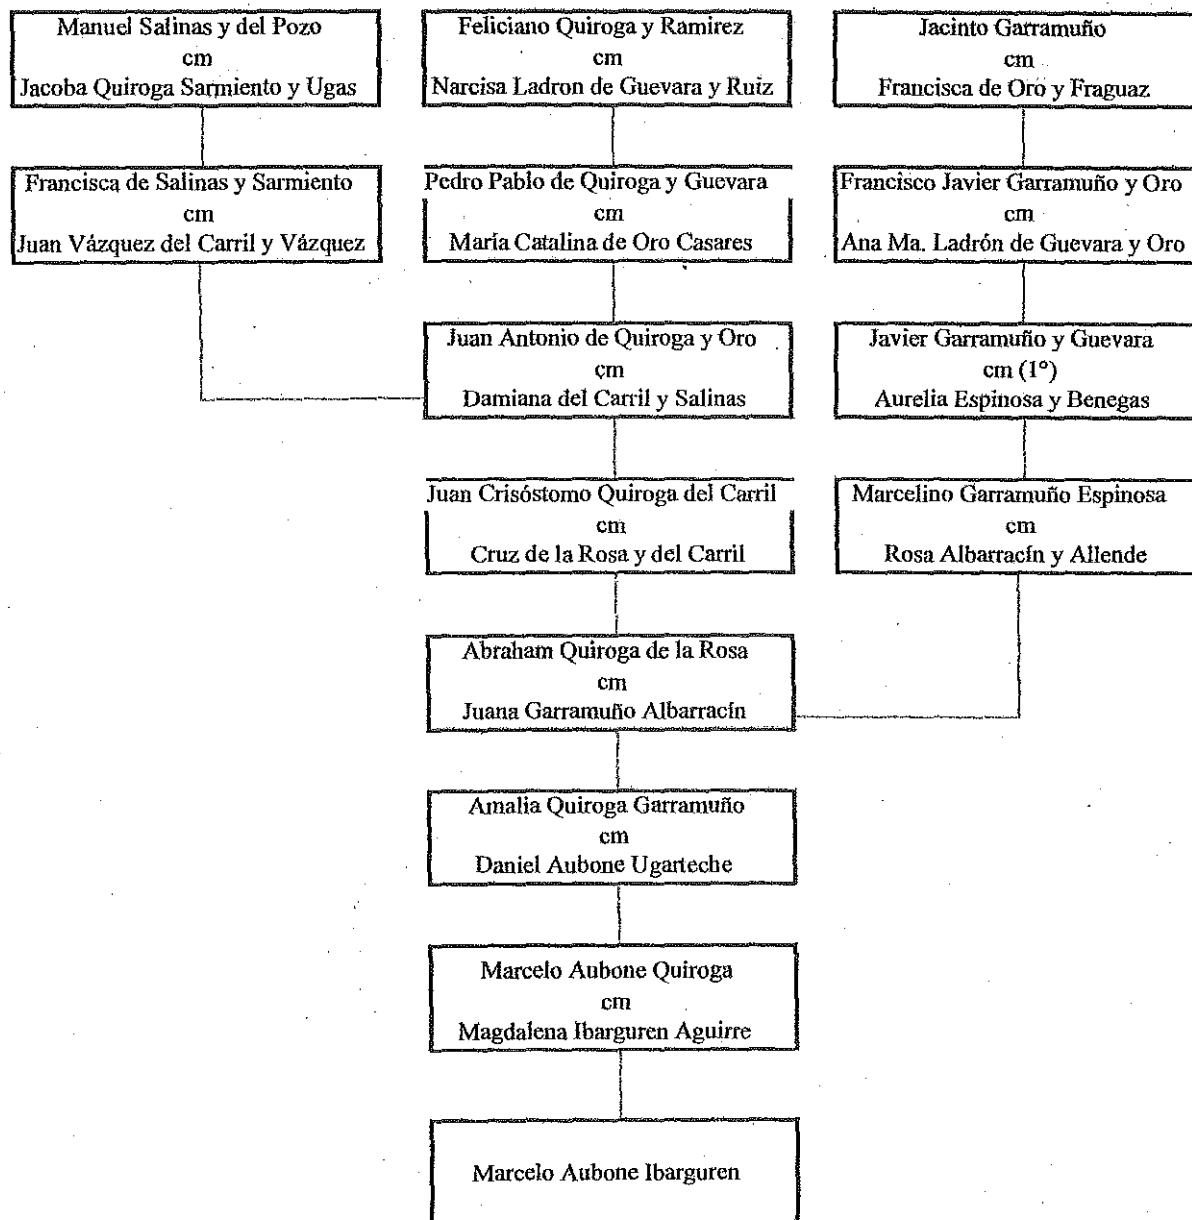 Manuel Salinas y del Pozo
cm
Jacoba Quiroga Sarmiento y Ugas
Feliciano Quiroga y Ramirez
cm
Narcisa Ladron de Guevara y Ruiz
Jacinto Garramuño
cm
Francisca de Oro y Fraguaz
Francisca de Salinas y Sarmiento
cm
Juan Vázquez del Carril y Vázquez
Pedro Pablo de Quiroga y Guevara
cm
María Catalina de Oro Casares
Francisco Javier Garramuño y Oro
cm
Ana Ma. Ladrón de Guevara y Oro
Juan Antonio de Quiroga y Oro
cm
Damiana del Carril y Salinas
Javier Garramuño y Guevara
cm (1°)
Aurelia Espinosa y Benegas
Juan Crisóstomo Quiroga del Carril
cm
Cruz de la Rosa y del Carril
Marcelino Garramuño Espinosa
cm
Rosa Albarracín y Allende
Abraham Quiroga de la Rosa
cm
Juana Garramuño Albarracín
Amalia Quiroga Garramuño
cm
Daniel Aubone Ugarteche
Marcelo Aubone Quiroga
cm
Magdalena Ibarguren Aguirre
Marcelo Aubone Ibarguren